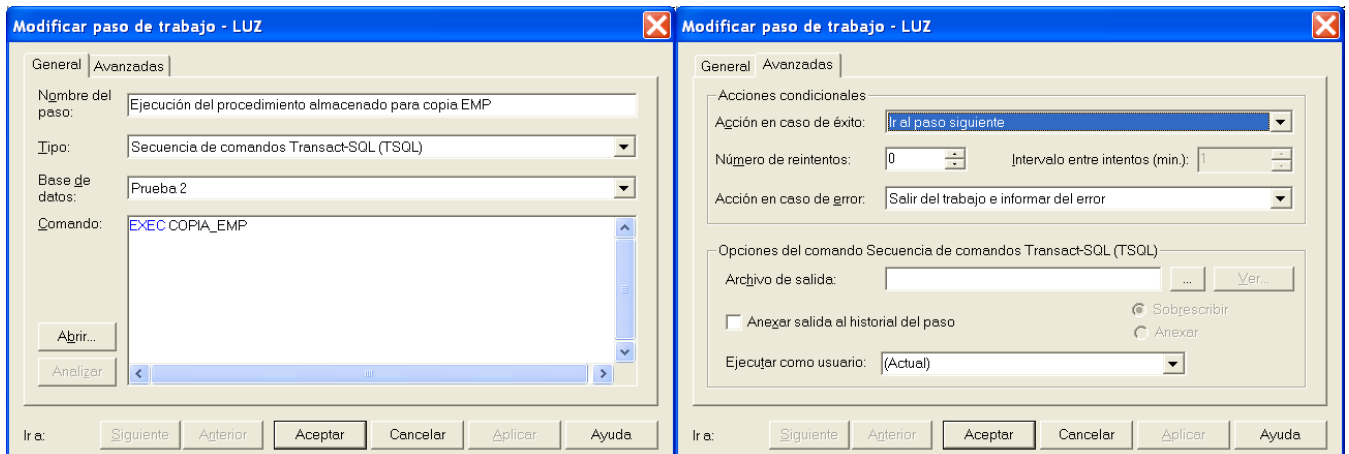 Modificar paso de trabajo - LUZ
General Avanzadas
Nombre del
paso:
Ejecución del procedimiento almacenado para copia EMP
Tipo: Secuencia de comandos Transact-SQL (TSQL)
Base de
datos:
Prueba 2
Comando: EXEC COPIA_EMP
Abrir...
Analizar
Ir a: Siguiente Anterior Aceptar Cancelar Aplicar Ayuda
Modificar paso de trabajo - LUZ
General Avanzadas
Acciones condicionales
Acción en caso de éxito: Ir al paso siguiente
Número de reintentos: 0 Intervalo entre intentos (min.): 1
Acción en caso de error: Salir del trabajo e informar del error
Opciones del comando Secuencia de comandos Transact-SQL (TSQL)
Archivo de salida: ... Ver...
Sobrescribir
Anexar salida al historial del paso
Anexar
Ejecutar como usuario: (Actual)
Ir a: Siguiente Anterior Aceptar Cancelar Aplicar Ayuda